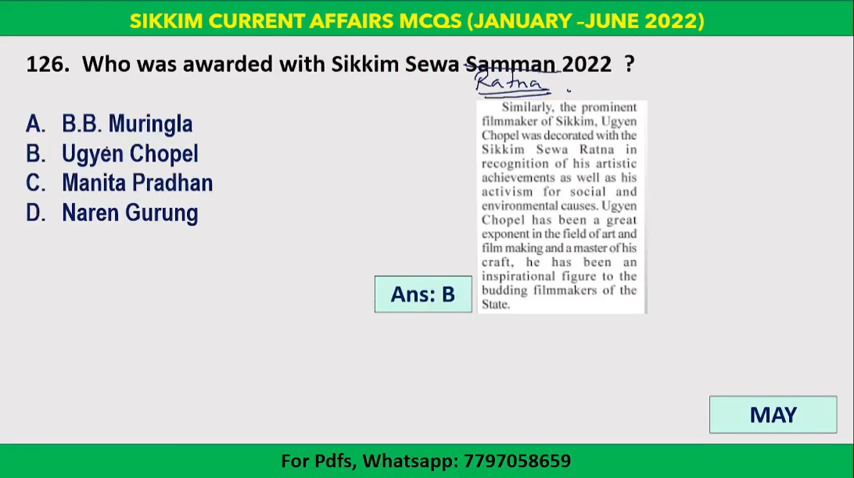 SIKKIM CURRENT AFFAIRS MCQS (JANUARY –JUNE 2022)
126. Who was awarded with Sikkim Sewa Samman 2022 ?
Ratna
A. B.B. Muringla
B. Ugyen Chopel
C. Manita Pradhan
D. Naren Gurung
Similarly, the prominent
filmmaker of Sikkim, Ugyen
Chopel was decorated with the
Sikkim Sewa Ratna in
recognition of his artistic
achievements as well as his
activism for social and
environmental causes. Ugyen
Chopel has been a great
exponent in the field of art and
film making and a master of his
craft, he has been an
inspirational figure to the
budding filmmakers of the
State.
Ans: B
MAY
For Pdfs, Whatsapp: 7797058659